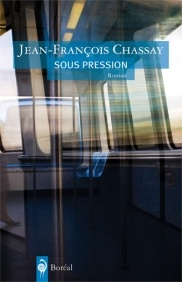 JEAN-FRANÇOIS CHASSAY
SOUS PRESSION
Roman
Boréal